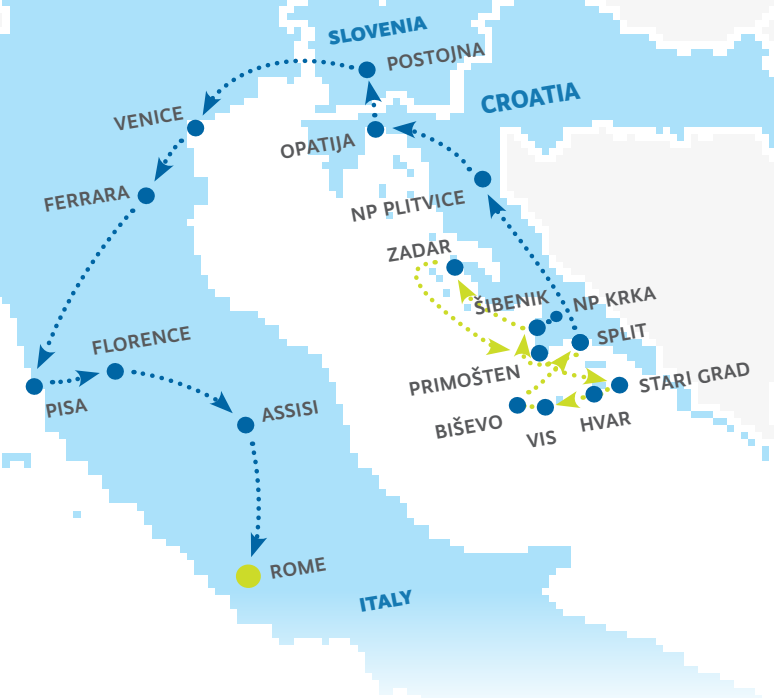 SLOVENIA
POSTOJNA
CROATIA
VENICE
OPATIJA
FERRARA
NP PLITVICE
ZADAR
ŠIBENIK
NP KRKA
SPLIT
FLORENCE
PRIMOŠTEN
STARI GRAD
PISA
ASSISI
BIŠEVO
VIS
HVAR
ROME
ITALY